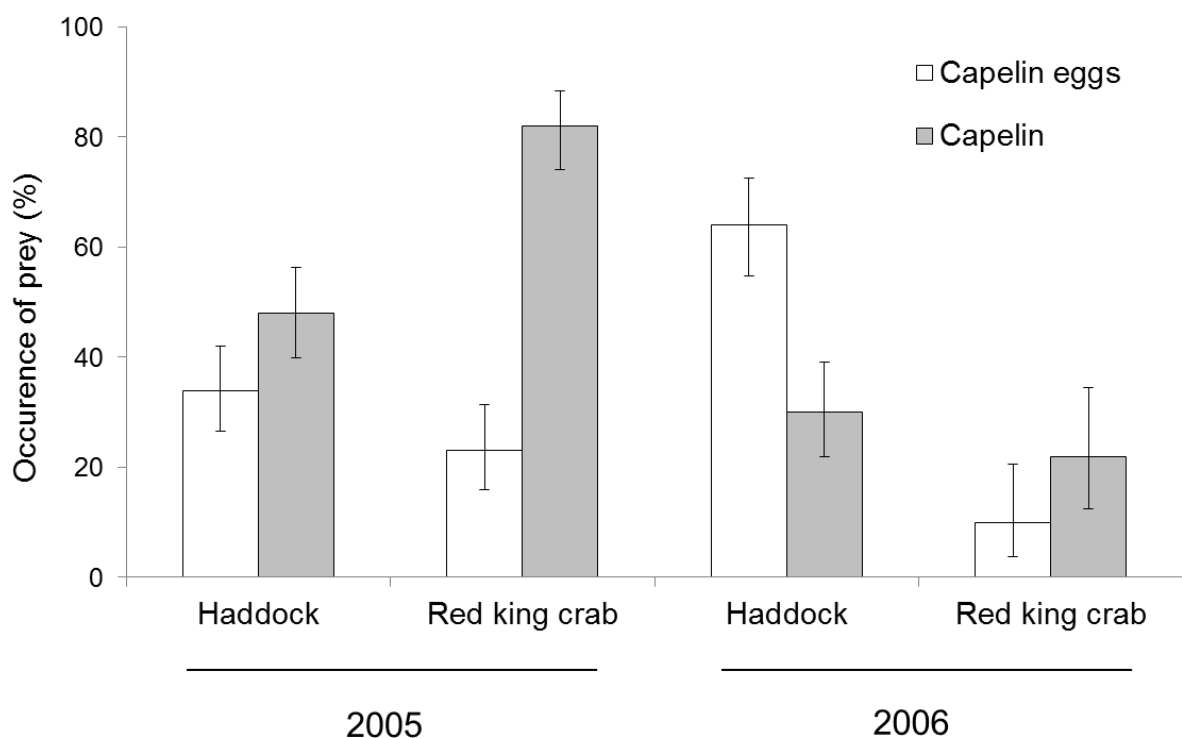 100
80
60
40
20
0
Occurence of prey (%)
Capelin eggs
Capelin
Haddock Red king crab Haddock Red king crab
2005 2006